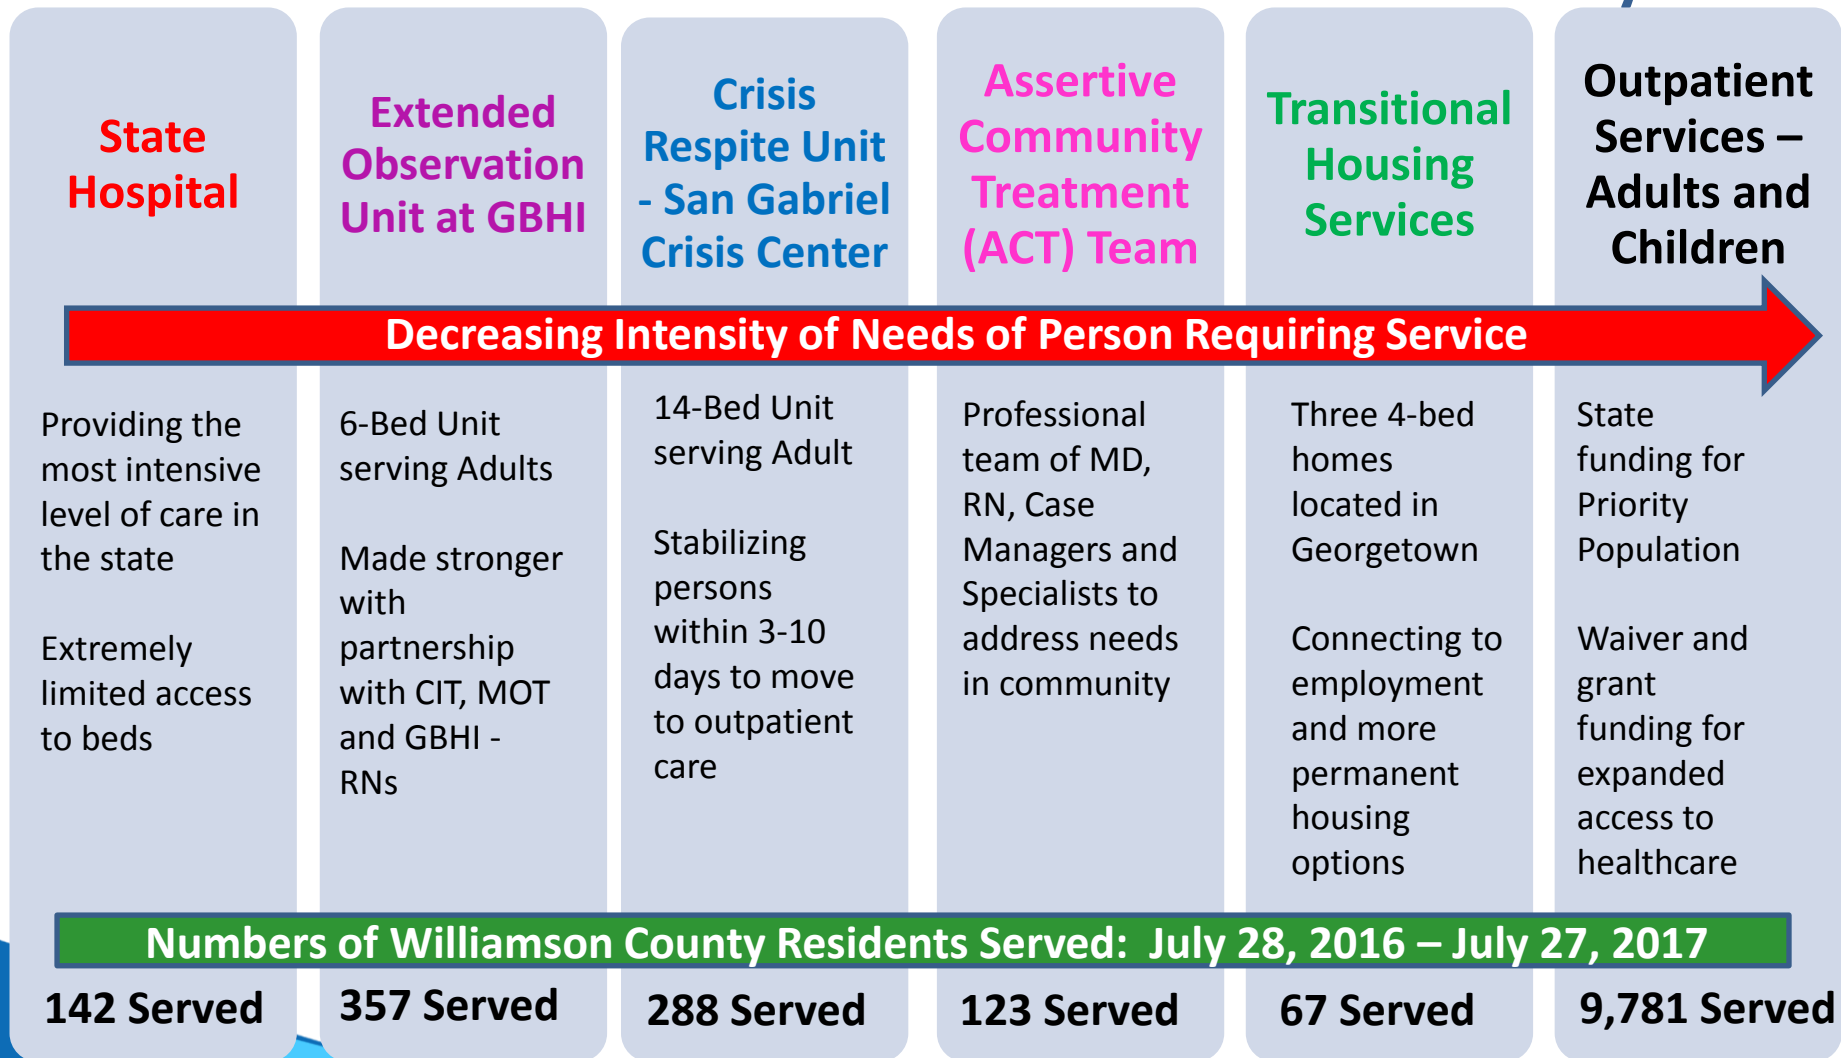 State
Hospital
Extended
Observation
Unit at GBHI
Crisis
Respite Unit
- San Gabriel
Crisis Center
Assertive
Community
Treatment
(ACT) Team
Transitional
Housing
Services
Outpatient
Services –
Adults and
Children
Decreasing Intensity of Needs of Person Requiring Service
Providing the
most intensive
level of care in
the state
Extremely
limited access
to beds
6-Bed Unit
serving Adults
Made stronger
with
partnership
with CIT, MOT
and GBHI -
RNs
14-Bed Unit
serving Adult
Stabilizing
persons
within 3-10
days to move
to outpatient
care
Professional
team of MD,
RN, Case
Managers and
Specialists to
address needs
in community
Three 4-bed
homes
located in
Georgetown
Connecting to
employment
and more
permanent
housing
options
State
funding for
Priority
Population
Waiver and
grant
funding for
expanded
access to
healthcare
Numbers of Williamson County Residents Served:  July 28, 2016 – July 27, 2017
142 Served
357 Served
288 Served
123 Served
67 Served
9,781 Served